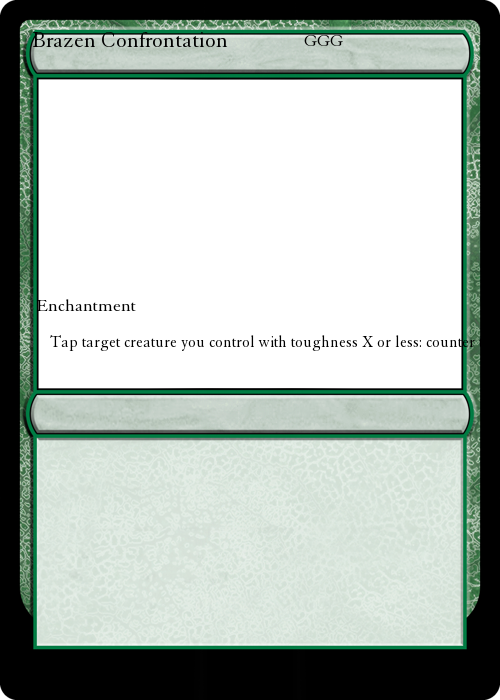 Brazen Confrontation GGG
Enchantment
Tap target creature you control with toughness X or less: counter